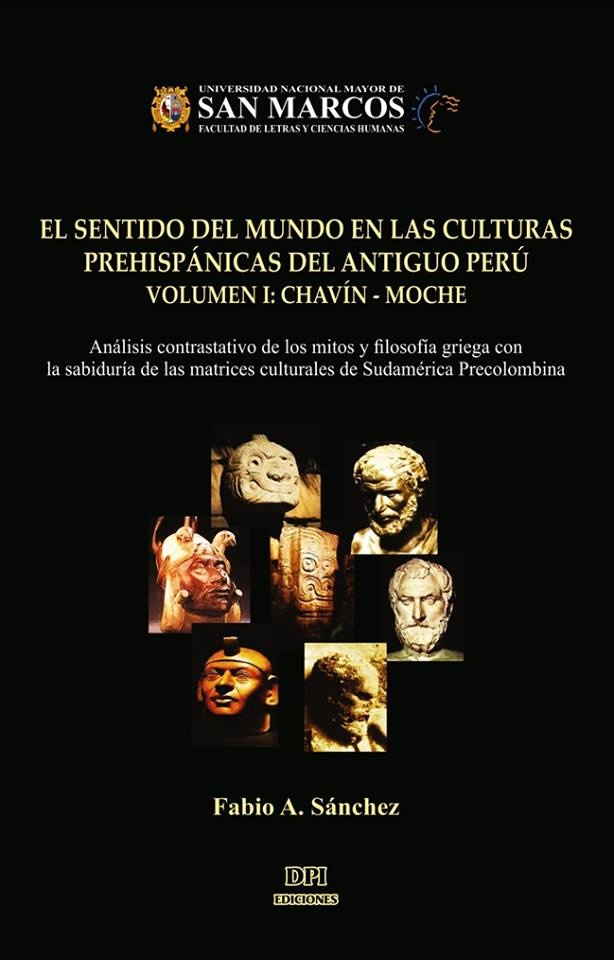 UNIVERSIDAD NACIONAL MAYOR DE
SAN MARCOS
FACULTAD DE LETRAS Y CIENCIAS HUMANAS
EL SENTIDO DEL MUNDO EN LAS CULTURAS
PREHISPÁNICAS DEL ANTIGUO PERÚ
VOLUMEN I: CHAVÍN - MOCHE
Análisis contrastativo de los mitos y filosofía griega con
la sabiduría de las matrices culturales de Sudamérica Precolombina
Fabio A. Sánchez
DPI
EDICIONES